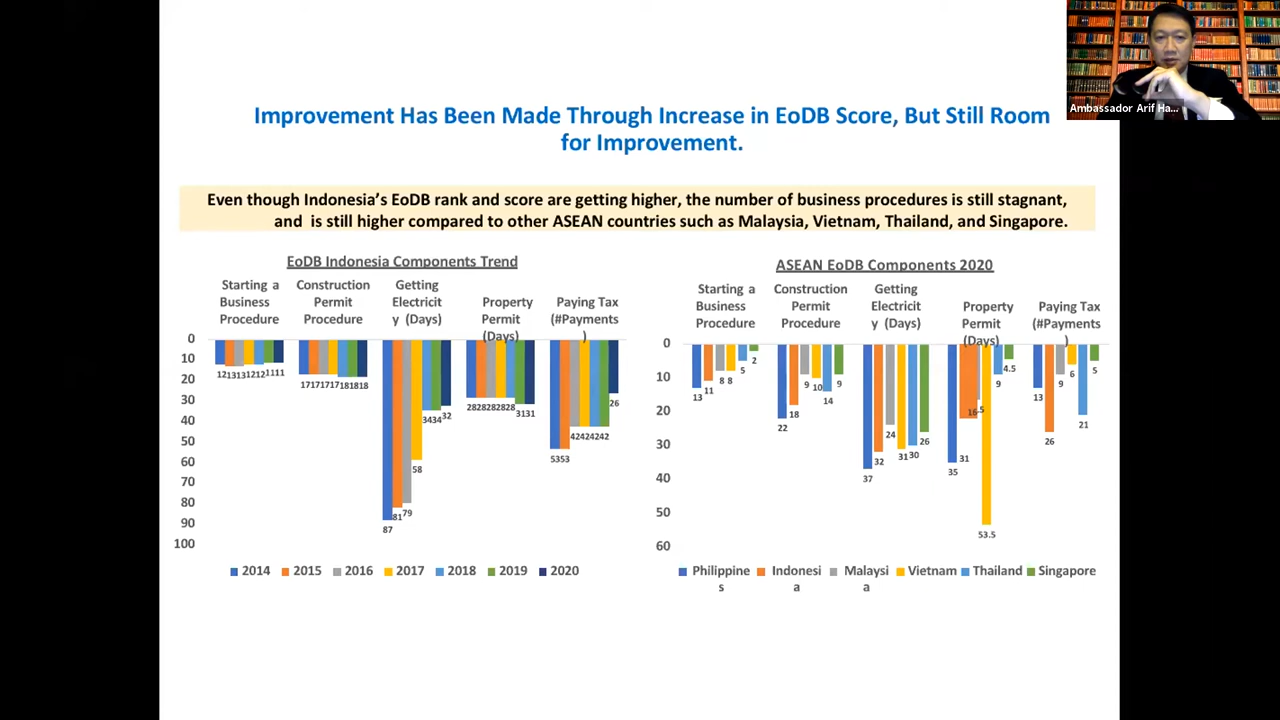 Ambassador Arif Ha...
Improvement Has Been Made Through Increase in EoDB Score, But Still Room
for Improvement.
Even though Indonesia's EoDB rank and score are getting higher, the number of business procedures is still stagnant,
and is still higher compared to other ASEAN countries such as Malaysia, Vietnam, Thailand, and Singapore.
EoDB Indonesia Components Trend
Starting a
Business
Procedure
Construction
Permit
Procedure
Getting
Electricit
y (Days)
Property
Permit
(Days)
Paying Tax
(#Payments
)
0
10
20
30
40
50
60
70
80
90
100
12 13 13 12 12 11 11
17 17 17 17 18 18 18
87 81 79 58 34 34 32
28 28 28 28 28 31 31
53 53 42 42 42 42 26
2014 2015 2016 2017 2018 2019 2020
ASEAN EoDB Components 2020
Starting a
Business
Procedure
Construction
Permit
Procedure
Getting
Electricit
y (Days)
Property
Permit
(Days)
Paying Tax
(#Payments
)
0
10
20
30
40
50
60
13 11 8 8 5 2
22 18 9 10 14 9
37 32 24 31 30 26
35 31 16.5 53.5 9 4.5
13 26 9 6 21 5
Philippine
s
Indonesi
a
Malaysi
a
Vietnam
Thailand
Singapore